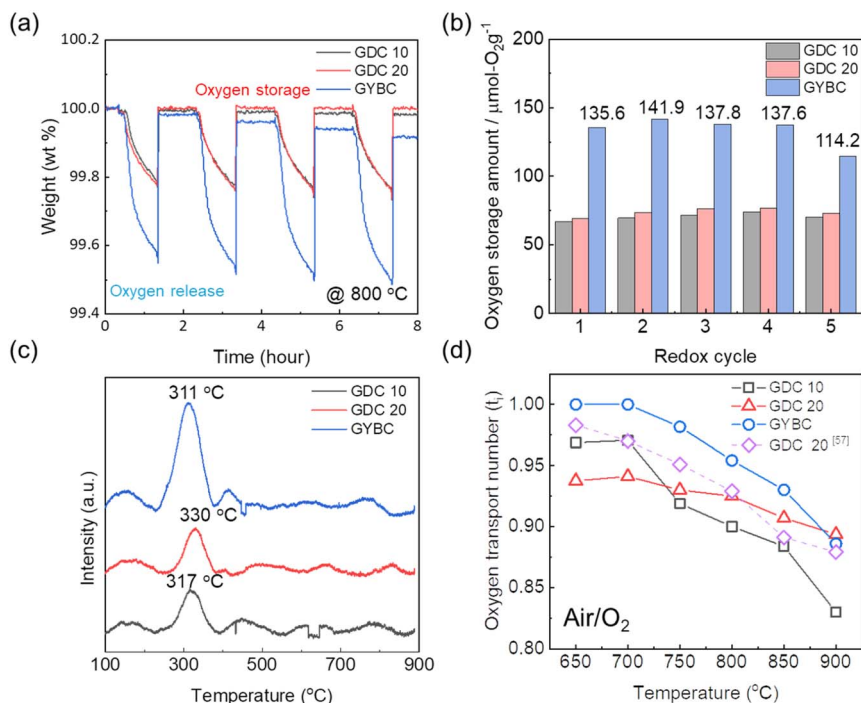 (a)
100.2
100.0
99.8
99.6
99.4
Weight (wt %)
GDC 10
GDC 20
GYBC
Oxygen storage
Oxygen release
@ 800 °C
0 2 4 6 8
Time (hour)
(b)
200
150
100
50
0
Oxygen storage amount / μmol-O₂g⁻¹
GDC 10
GDC 20
GYBC
135.6 141.9 137.8 137.6 114.2
1 2 3 4 5
Redox cycle
(c)
Intensity (a.u.)
311 °C
GDC 10
GDC 20
GYBC
330 °C
317 °C
100 300 500 700 900
Temperature (°C)
(d)
1.00
0.95
0.90
0.85
0.80
Oxygen transport number (tᵢ)
GDC 10
GDC 20
GYBC
GDC 20 [57]
Air/O₂
650 700 750 800 850 900
Temperature (°C)